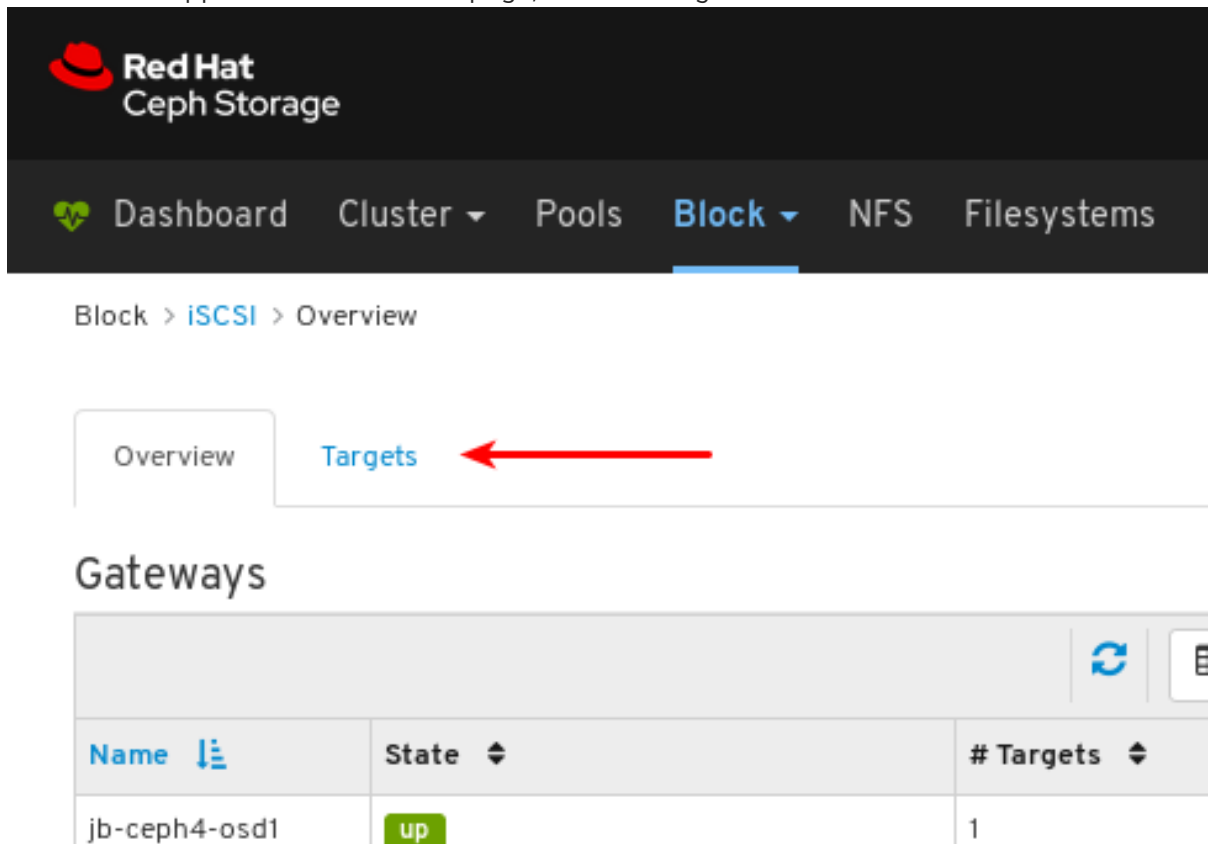 Red Hat
Ceph Storage
Dashboard Cluster Pools Block NFS Filesystems
Block > iSCSI > Overview
Overview Targets
Gateways
Name State # Targets
jb-ceph4-osd1 up 1